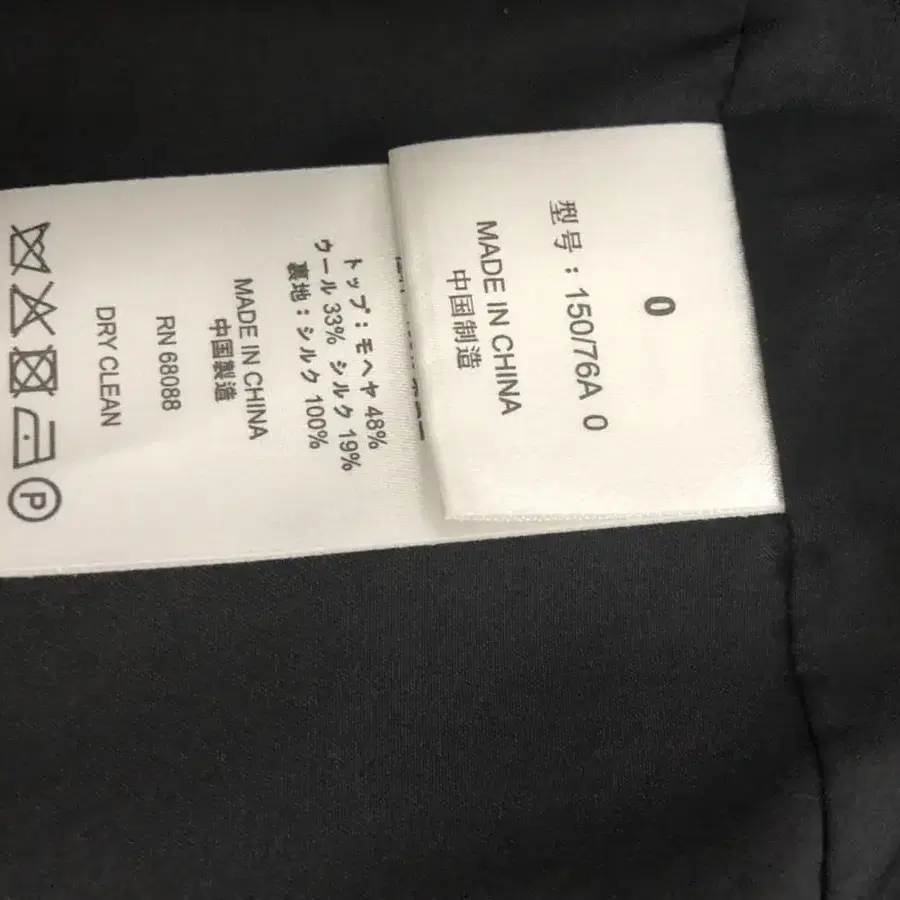 0
型号：150/76A 0
MADE IN CHINA
中国制造
トップ：モヘヤ 48%
ウール 33% シルク 19%
裏地：シルク 100%
MADE IN CHINA
中国製造
RN 68088
DRY CLEAN
P